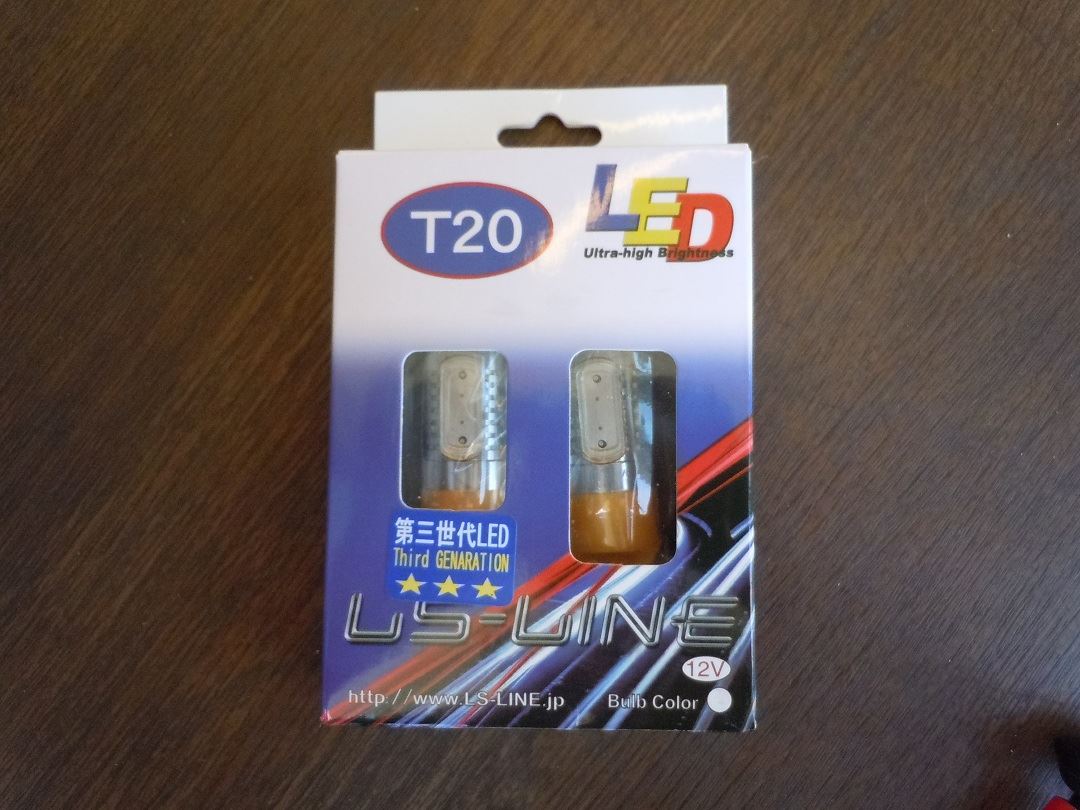 T20
LED
Ultra-high Brightness
第三世代LED
Third GENARATION
LS-LINE
12V
http://www.LS-LINE.jp
Bulb Color